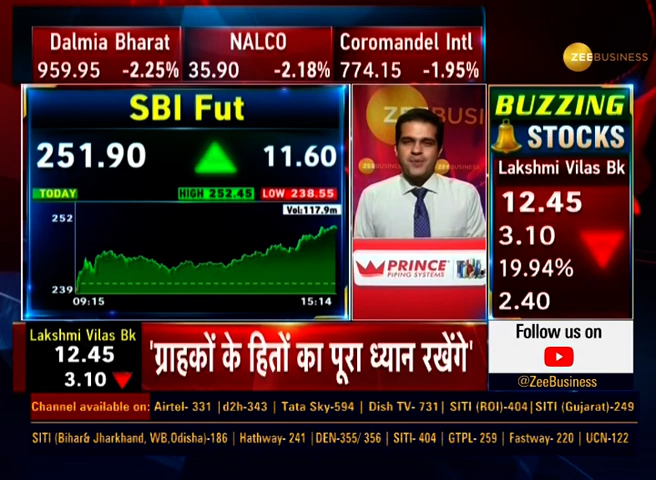 Dalmia Bharat
959.95 -2.25%
NALCO
35.90 -2.18%
Coromandel Intl
774.15 -1.95%
ZEEBUSINESS
SBI Fut
251.90 11.60
TODAY HIGH 252.45 LOW 238.55
Vol:117.9m
252
239
09:15 15:14
ZEEBUSI
PRINCE
PIPING SYSTEMS
BUZZING
STOCKS
Lakshmi Vilas Bk
12.45
3.10
19.94%
2.40
Lakshmi Vilas Bk
12.45
3.10
'ग्राहकों के हितों का पूरा ध्यान रखेंगे'
Follow us on
@ZeeBusiness
Channel available on: Airtel- 331 |d2h-343 | Tata Sky-594 | Dish TV- 731| SITI (ROI)-404|SITI (Gujarat)-249
SITI (Bihar& Jharkhand, WB,Odisha)-186 | Hathway- 241 |DEN-355/ 356 | SITI- 404 | GTPL- 259 | Fastway- 220 | UCN-122